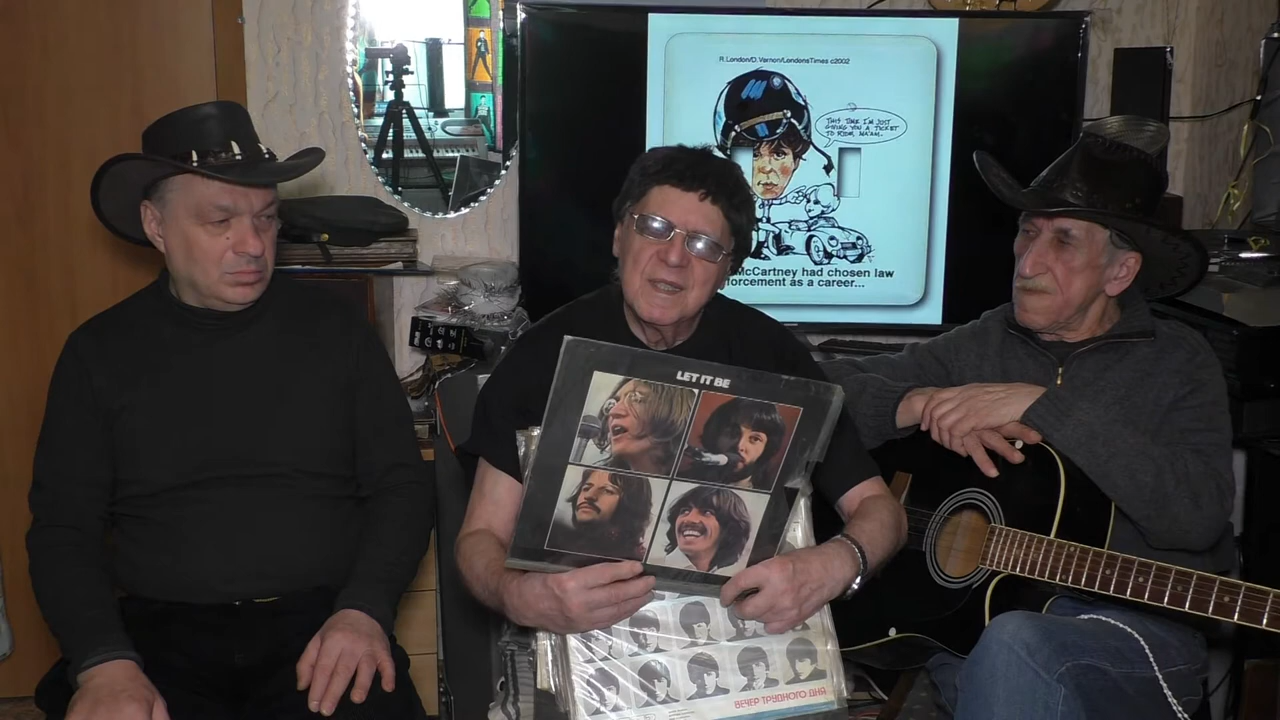 R.London/D.Varnon/LondonsTimes c2002
THIS TIME I'M JUST
GIVING YOU A TICKET
TO RIDE, MA'AM.
McCartney had chosen law
forcement as a career...
LET IT BE
ВЕЧЕР ТРУДНОГО ДНЯ